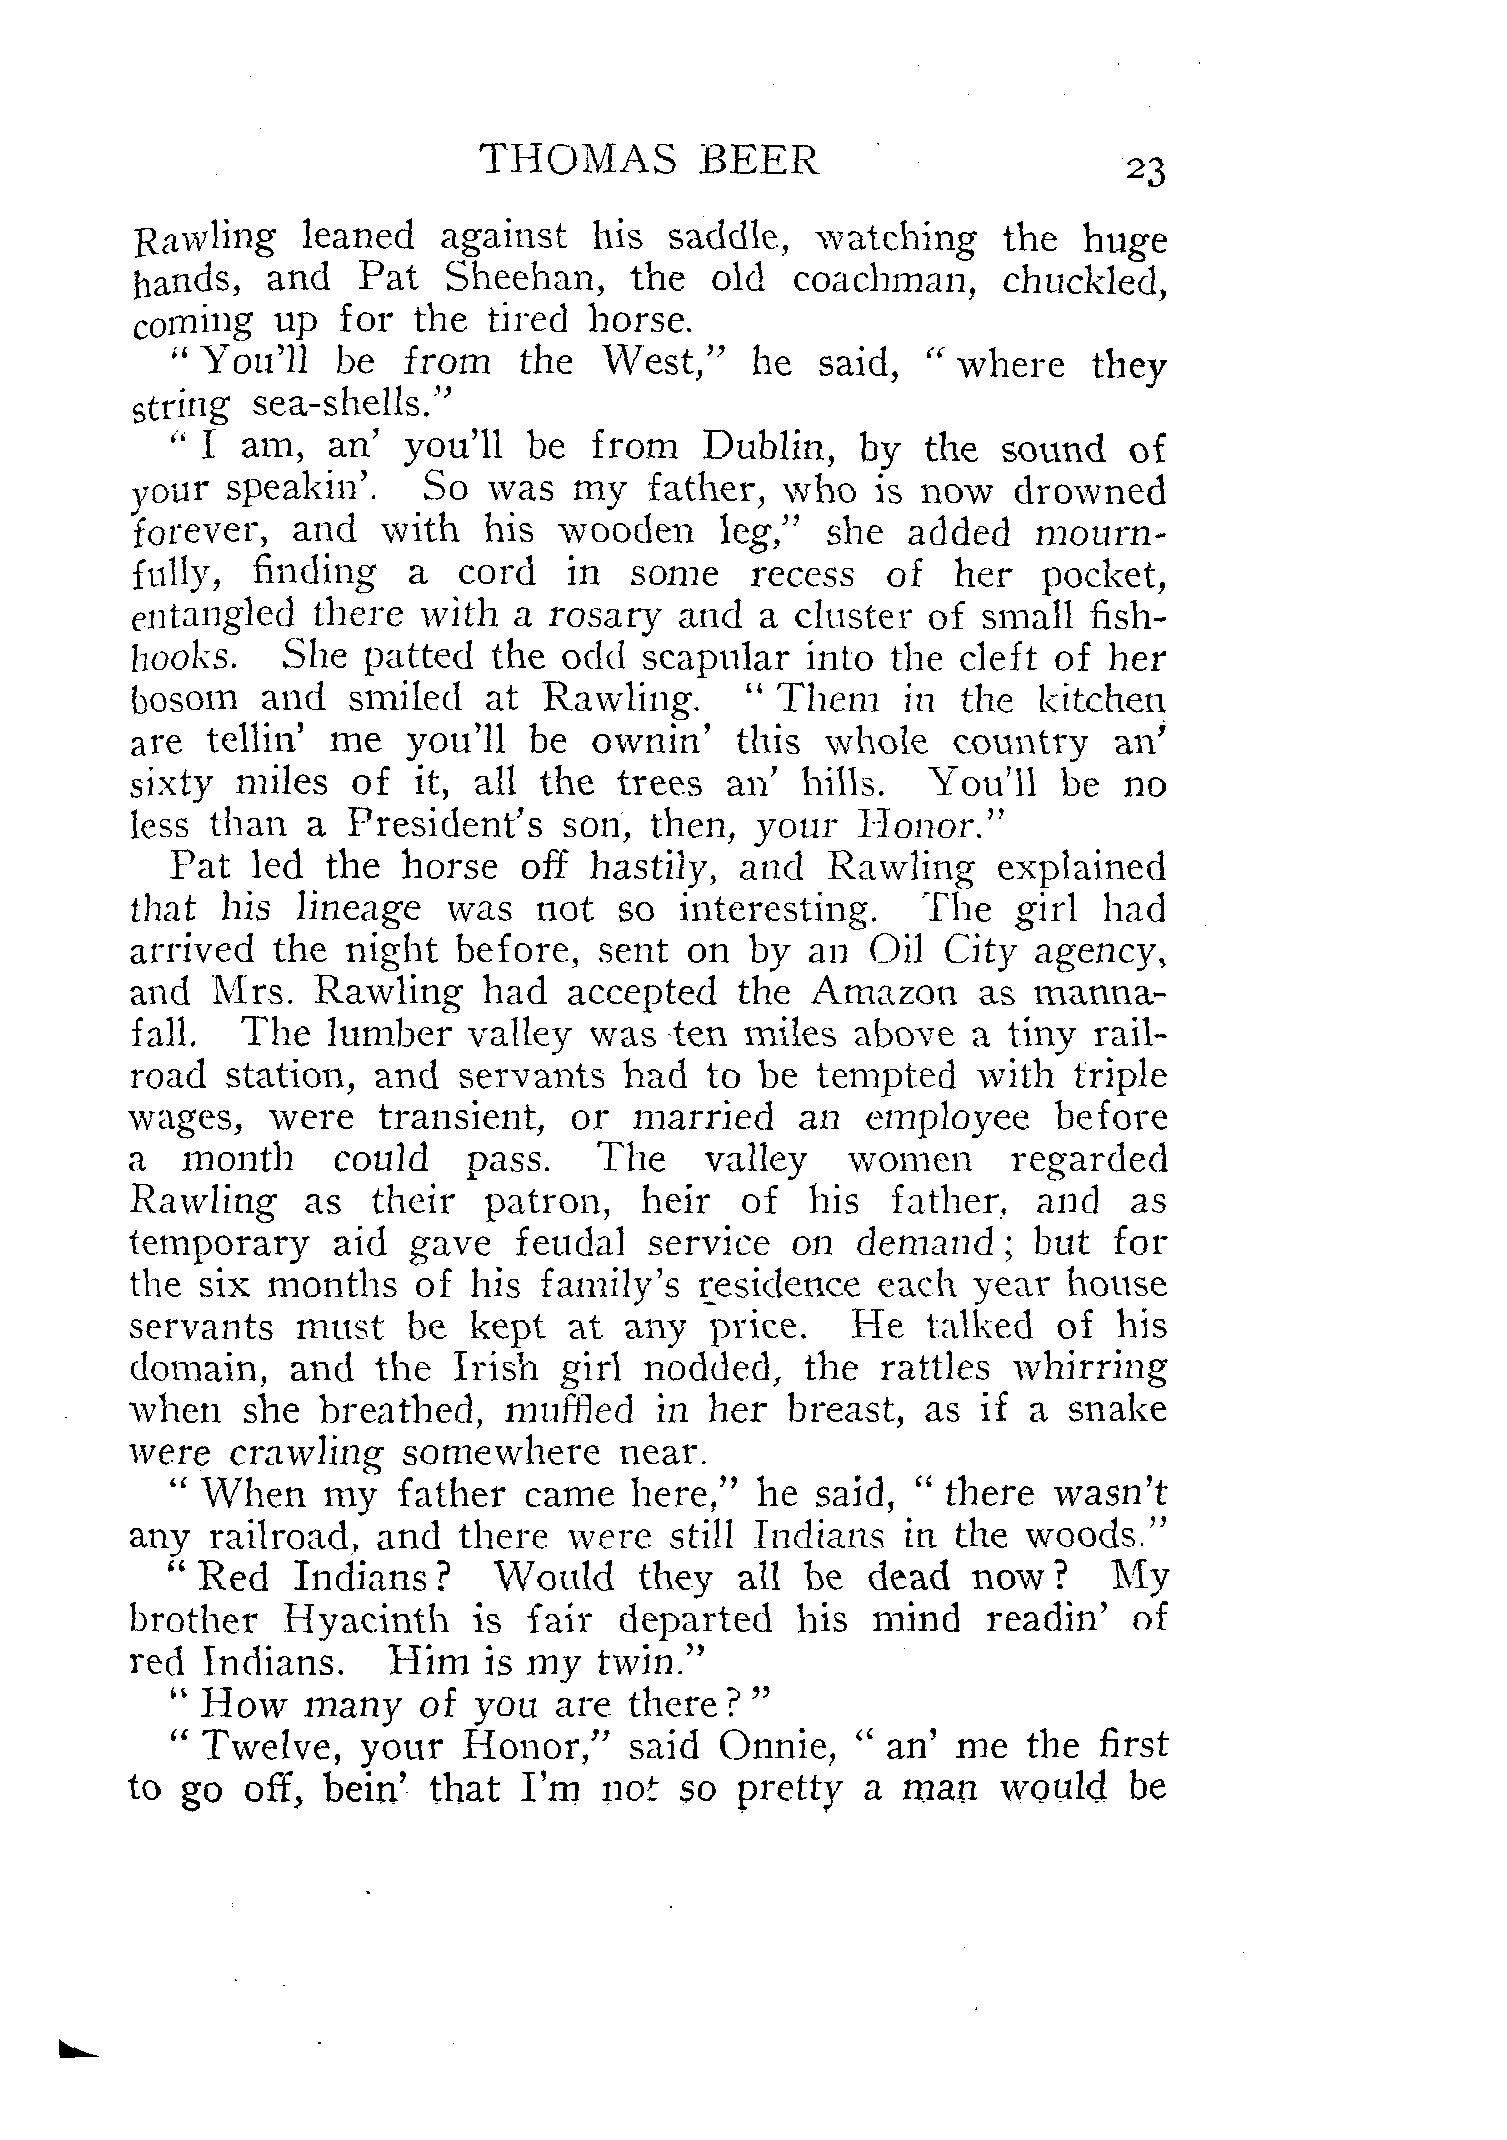 THOMAS BEER 23
Rawling leaned against his saddle, watching the huge
hands, and Pat Sheehan, the old coachman, chuckled,
coming up for the tired horse.
" You'll be from the West," he said, " where they
string sea-shells."
" I am, an' you'll be from Dublin, by the sound of
your speakin'. So was my father, who is now drowned
forever, and with his wooden leg," she added mourn-
fully, finding a cord in some recess of her pocket,
entangled there with a rosary and a cluster of small fish-
hooks. She patted the odd scapular into the cleft of her
bosom and smiled at Rawling. " Them in the kitchen
are tellin' me you'll be ownin' this whole country an'
sixty miles of it, all the trees an' hills. You'll be no
less than a President's son, then, your Honor."
Pat led the horse off hastily, and Rawling explained
that his lineage was not so interesting. The girl had
arrived the night before, sent on by an Oil City agency,
and Mrs. Rawling had accepted the Amazon as manna-
fall. The lumber valley was ten miles above a tiny rail-
road station, and servants had to be tempted with triple
wages, were transient, or married an employee before
a month could pass. The valley women regarded
Rawling as their patron, heir of his father, and as
temporary aid gave feudal service on demand; but for
the six months of his family's residence each year house
servants must be kept at any price. He talked of his
domain, and the Irish girl nodded, the rattles whirring
when she breathed, muffled in her breast, as if a snake
were crawling somewhere near.
" When my father came here," he said, " there wasn't
any railroad, and there were still Indians in the woods."
" Red Indians? Would they all be dead now? My
brother Hyacinth is fair departed his mind readin' of
red Indians. Him is my twin."
" How many of you are there? "
" Twelve, your Honor," said Onnie, " an' me the first
to go off, bein' that I'm not so pretty a man would be